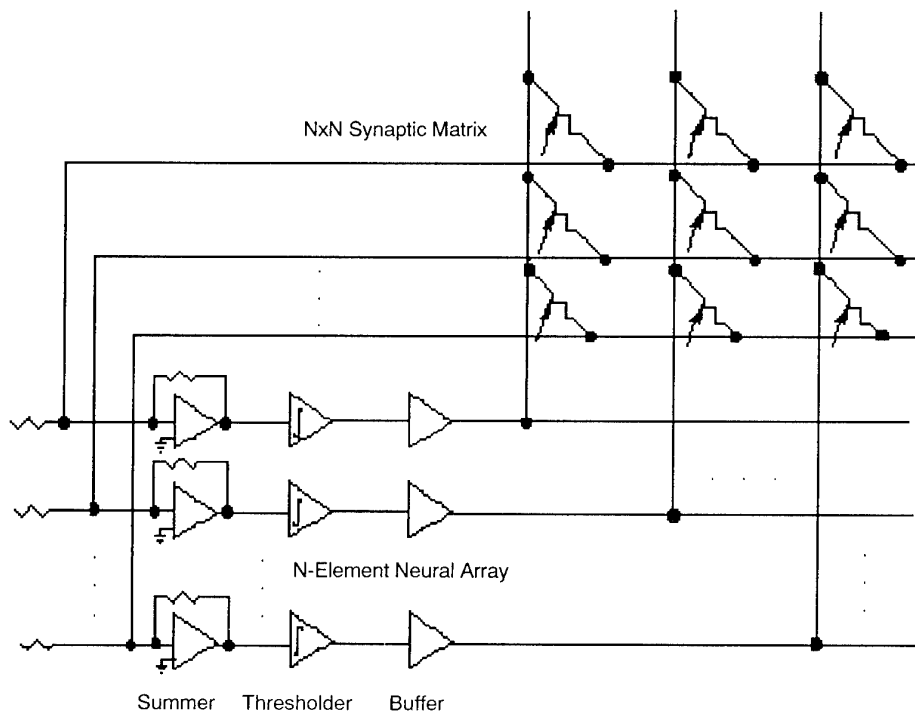 NxN Synaptic Matrix
N-Element Neural Array
Summer Thresholder Buffer